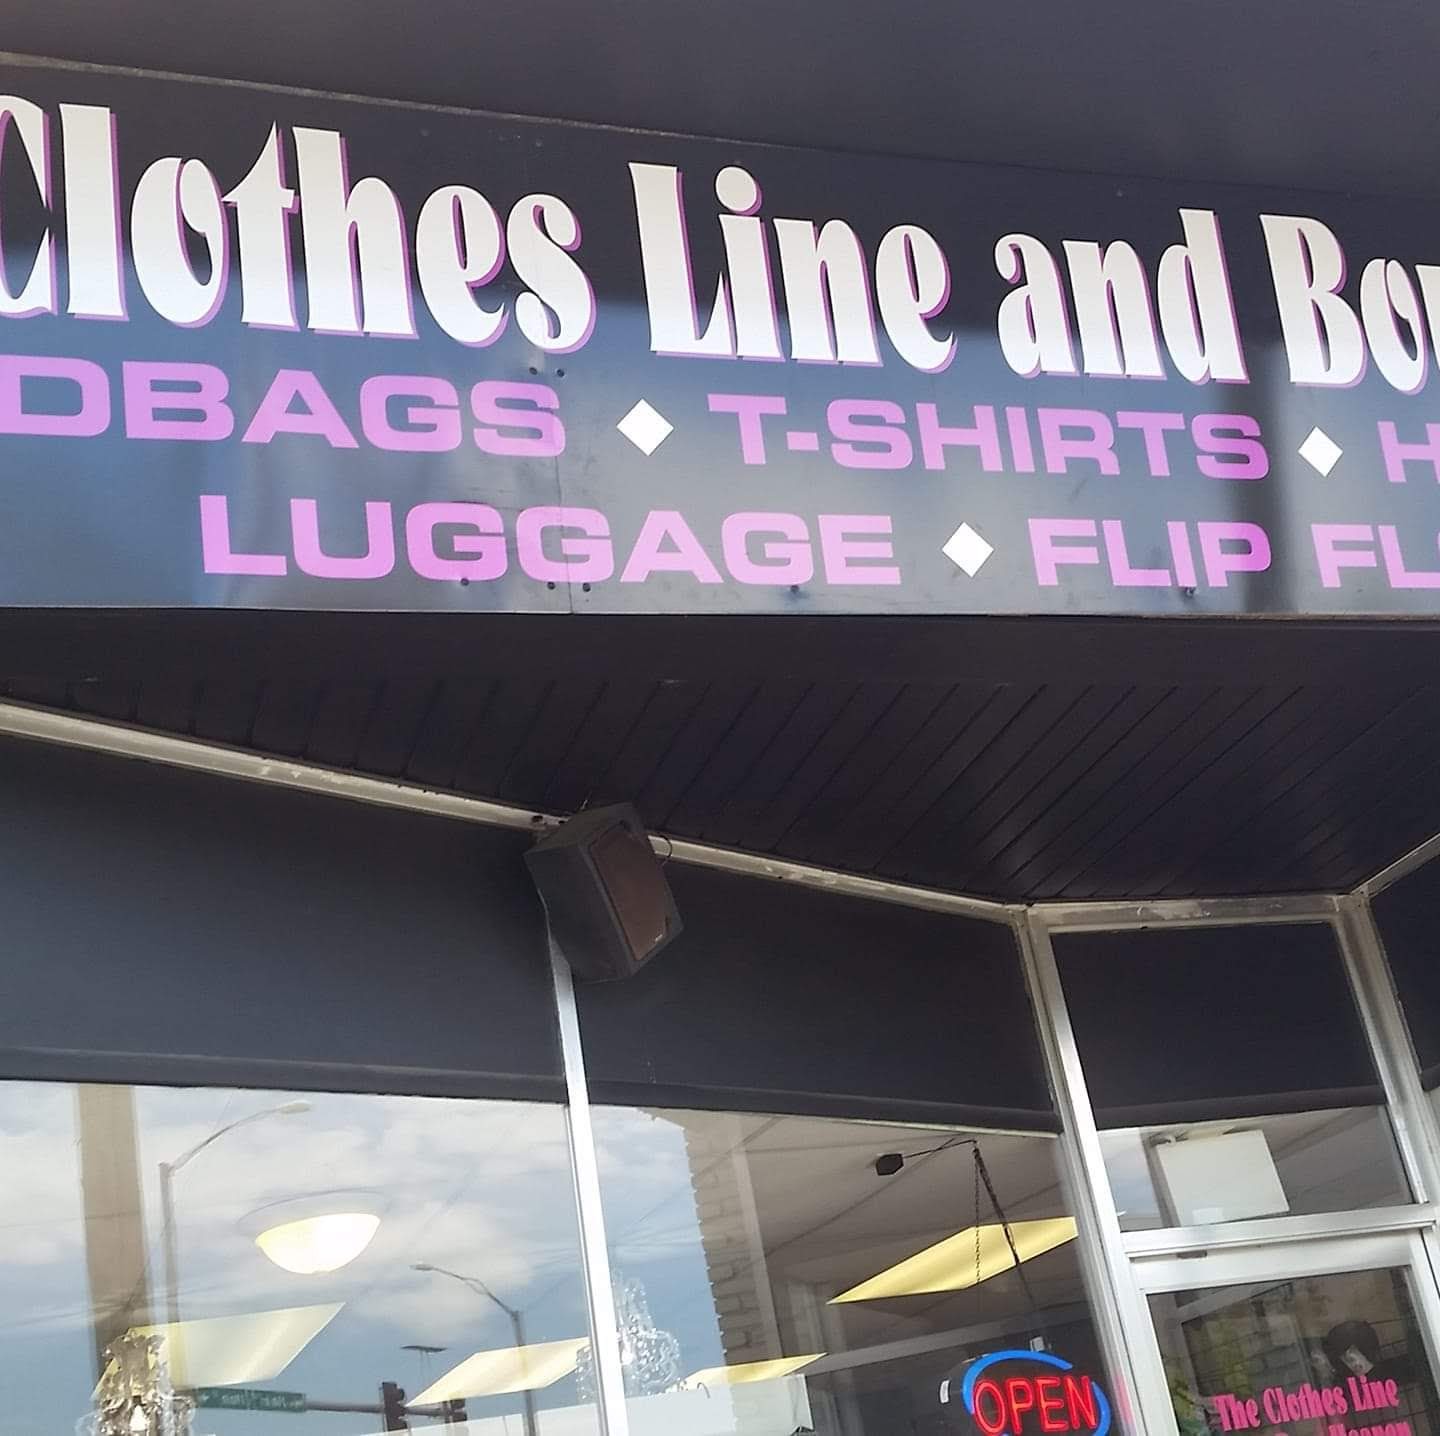 Clothes Line and Bo
DBAGS ◆ T-SHIRTS ◆ H
LUGGAGE ◆ FLIP FL
OPEN
The Clothes Line